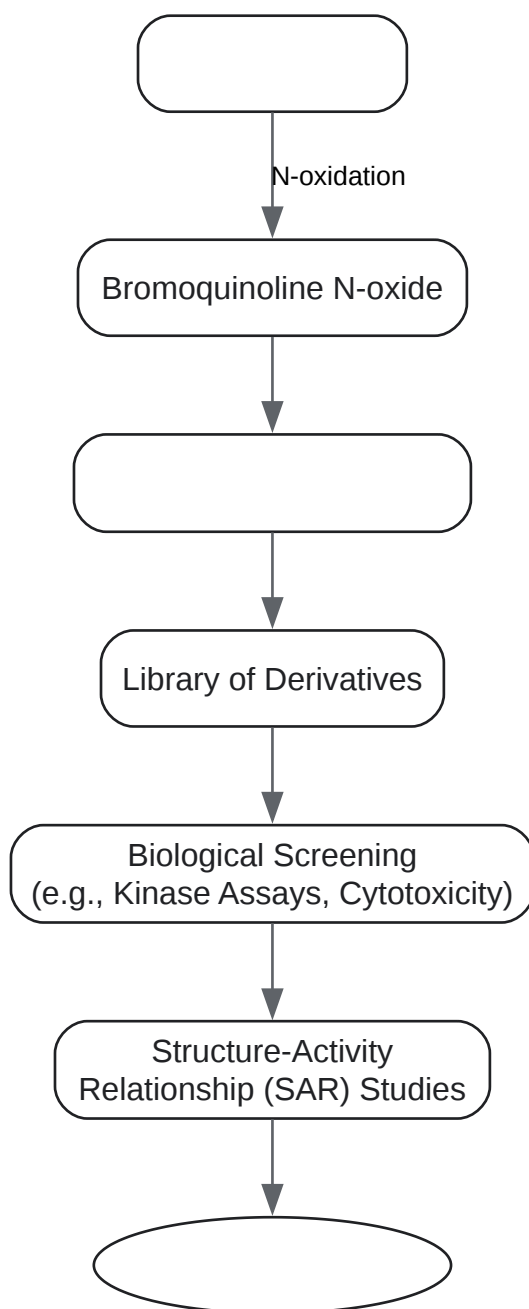 N-oxidation
Bromoquinoline N-oxide
Library of Derivatives
Biological Screening
(e.g., Kinase Assays, Cytotoxicity)
Structure-Activity
Relationship (SAR) Studies